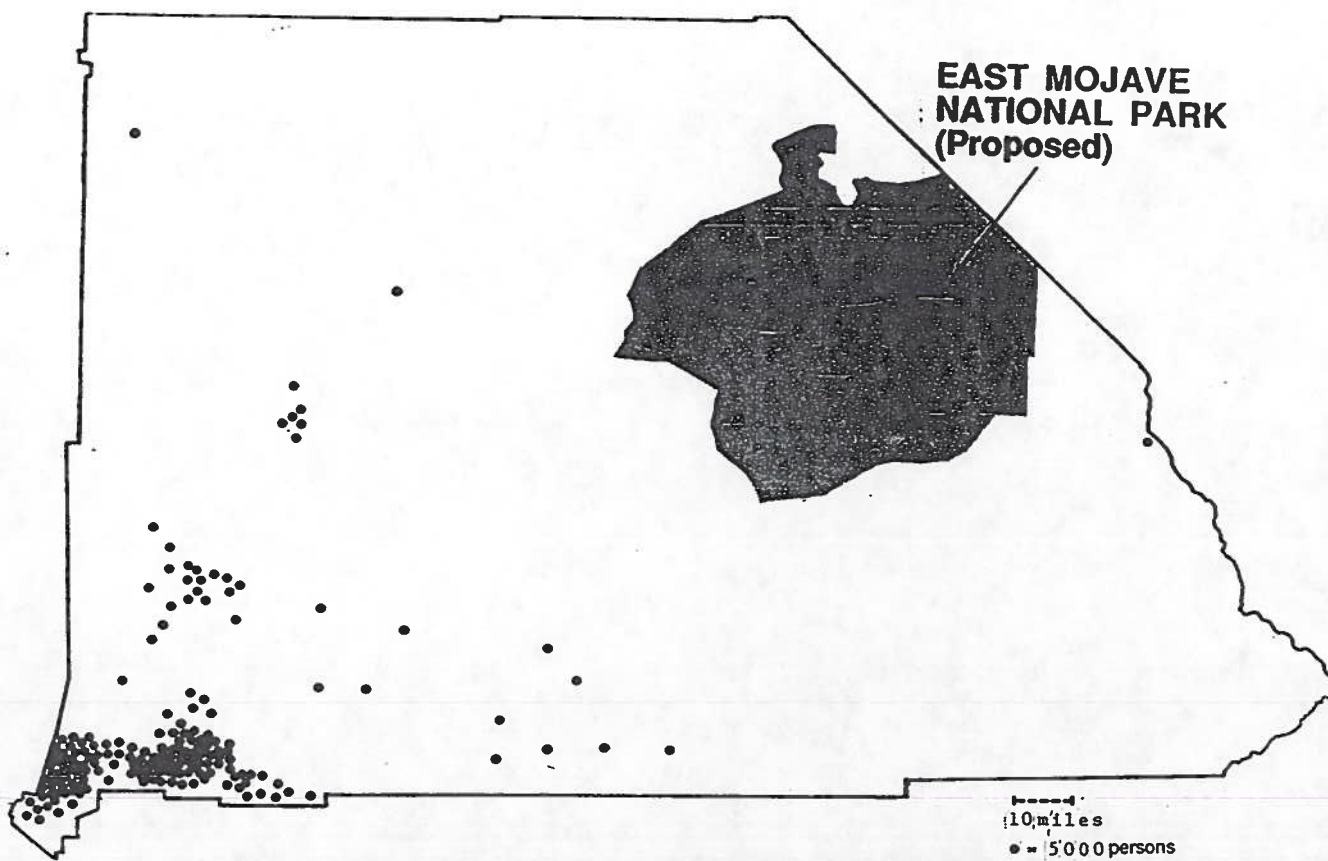 EAST MOJAVE
NATIONAL PARK
(Proposed)
10 miles
= 5000 persons